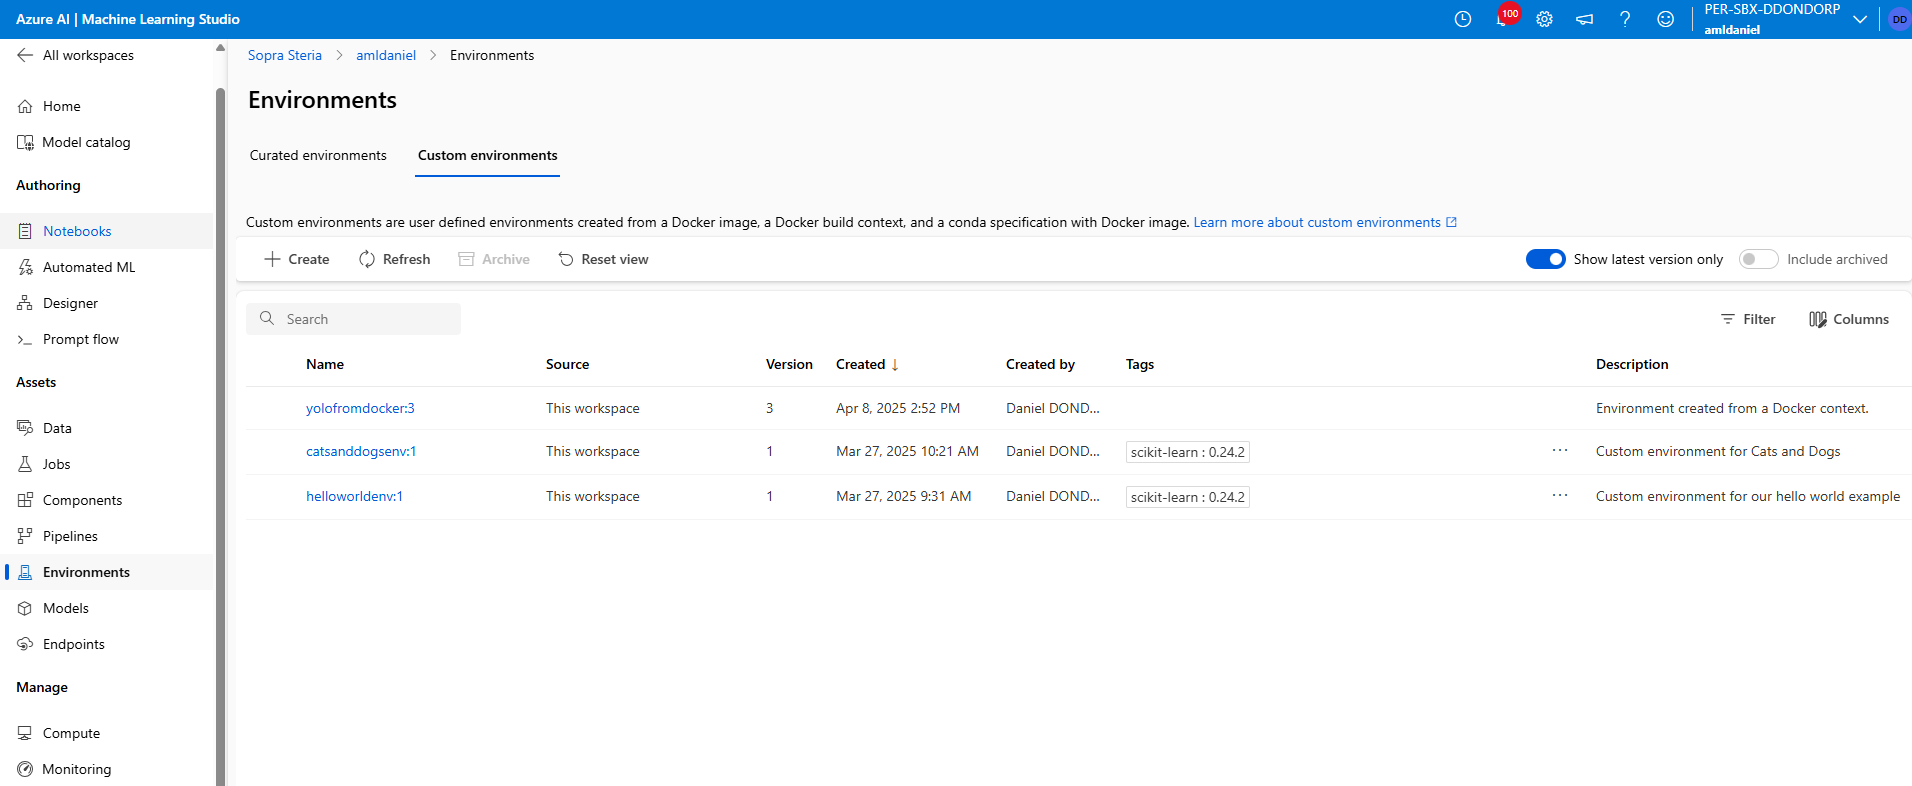 Azure AI | Machine Learning Studio
100
PER-SBX-DDONDORP
amldaniel
DD
All workspaces
Home
Model catalog
Authoring
Notebooks
Automated ML
Designer
Prompt flow
Assets
Data
Jobs
Components
Pipelines
Environments
Models
Endpoints
Manage
Compute
Monitoring
Sopra Steria > amldaniel > Environments
Environments
Curated environments Custom environments
Custom environments are user defined environments created from a Docker image, a Docker build context, and a conda specification with Docker image. Learn more about custom environments
Create Refresh Archive Reset view Show latest version only Include archived
Search Filter Columns
Name Source Version Created ↓ Created by Tags Description
yolofromdocker:3 This workspace 3 Apr 8, 2025 2:52 PM Daniel DOND... Environment created from a Docker context.
catsanddogsenv:1 This workspace 1 Mar 27, 2025 10:21 AM Daniel DOND... scikit-learn : 0.24.2 ... Custom environment for Cats and Dogs
helloworldenv:1 This workspace 1 Mar 27, 2025 9:31 AM Daniel DOND... scikit-learn : 0.24.2 ... Custom environment for our hello world example